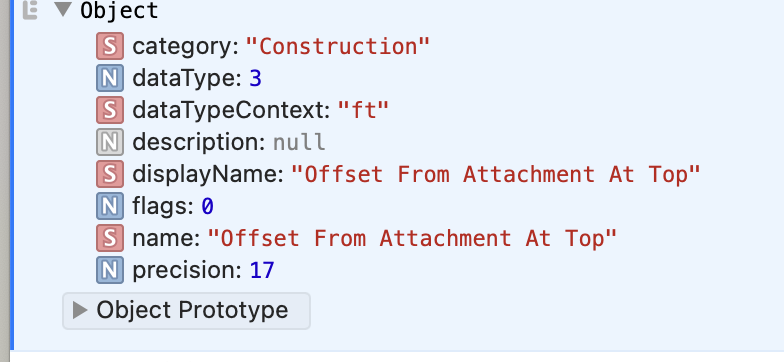 E ▼ Object
S category: "Construction"
N dataType: 3
S dataTypeContext: "ft"
N description: null
S displayName: "Offset From Attachment At Top"
N flags: 0
S name: "Offset From Attachment At Top"
N precision: 17
▶ Object Prototype